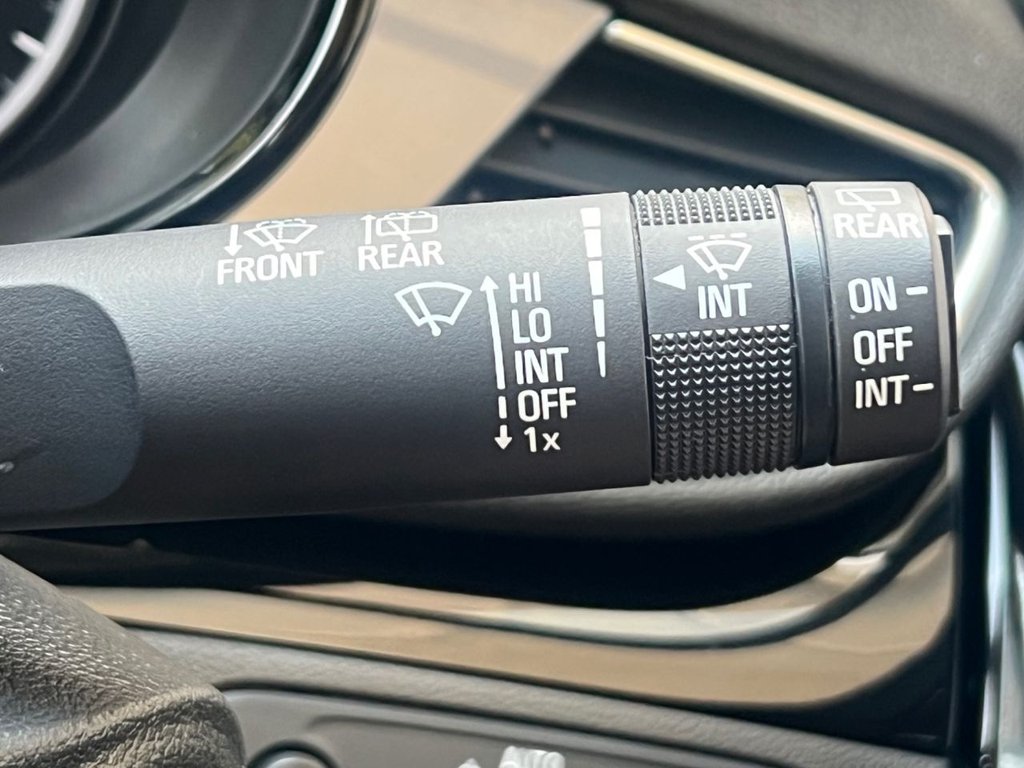 FRONT
REAR
HI
LO
INT
OFF
1x
INT
REAR
ON
OFF
INT